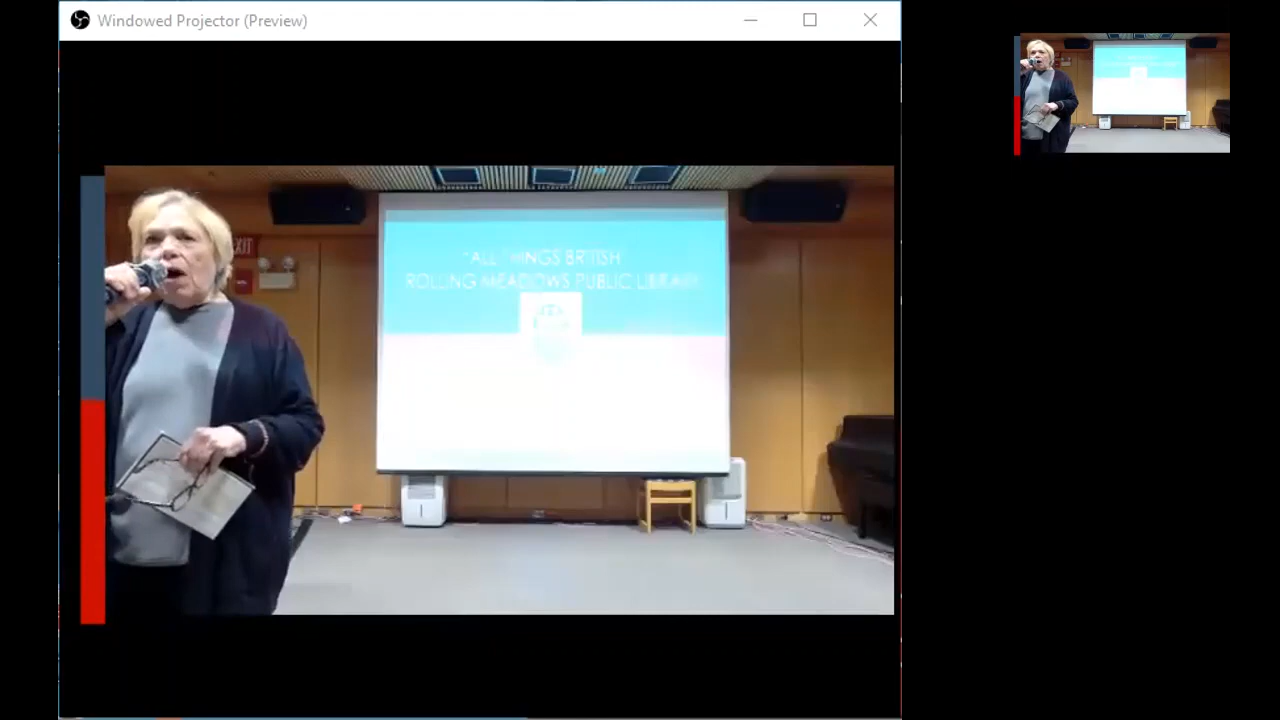 Windowed Projector (Preview)
EXIT
"ALL THINGS BRITISH
ROLLING MEADOWS PUBLIC LIBRARY